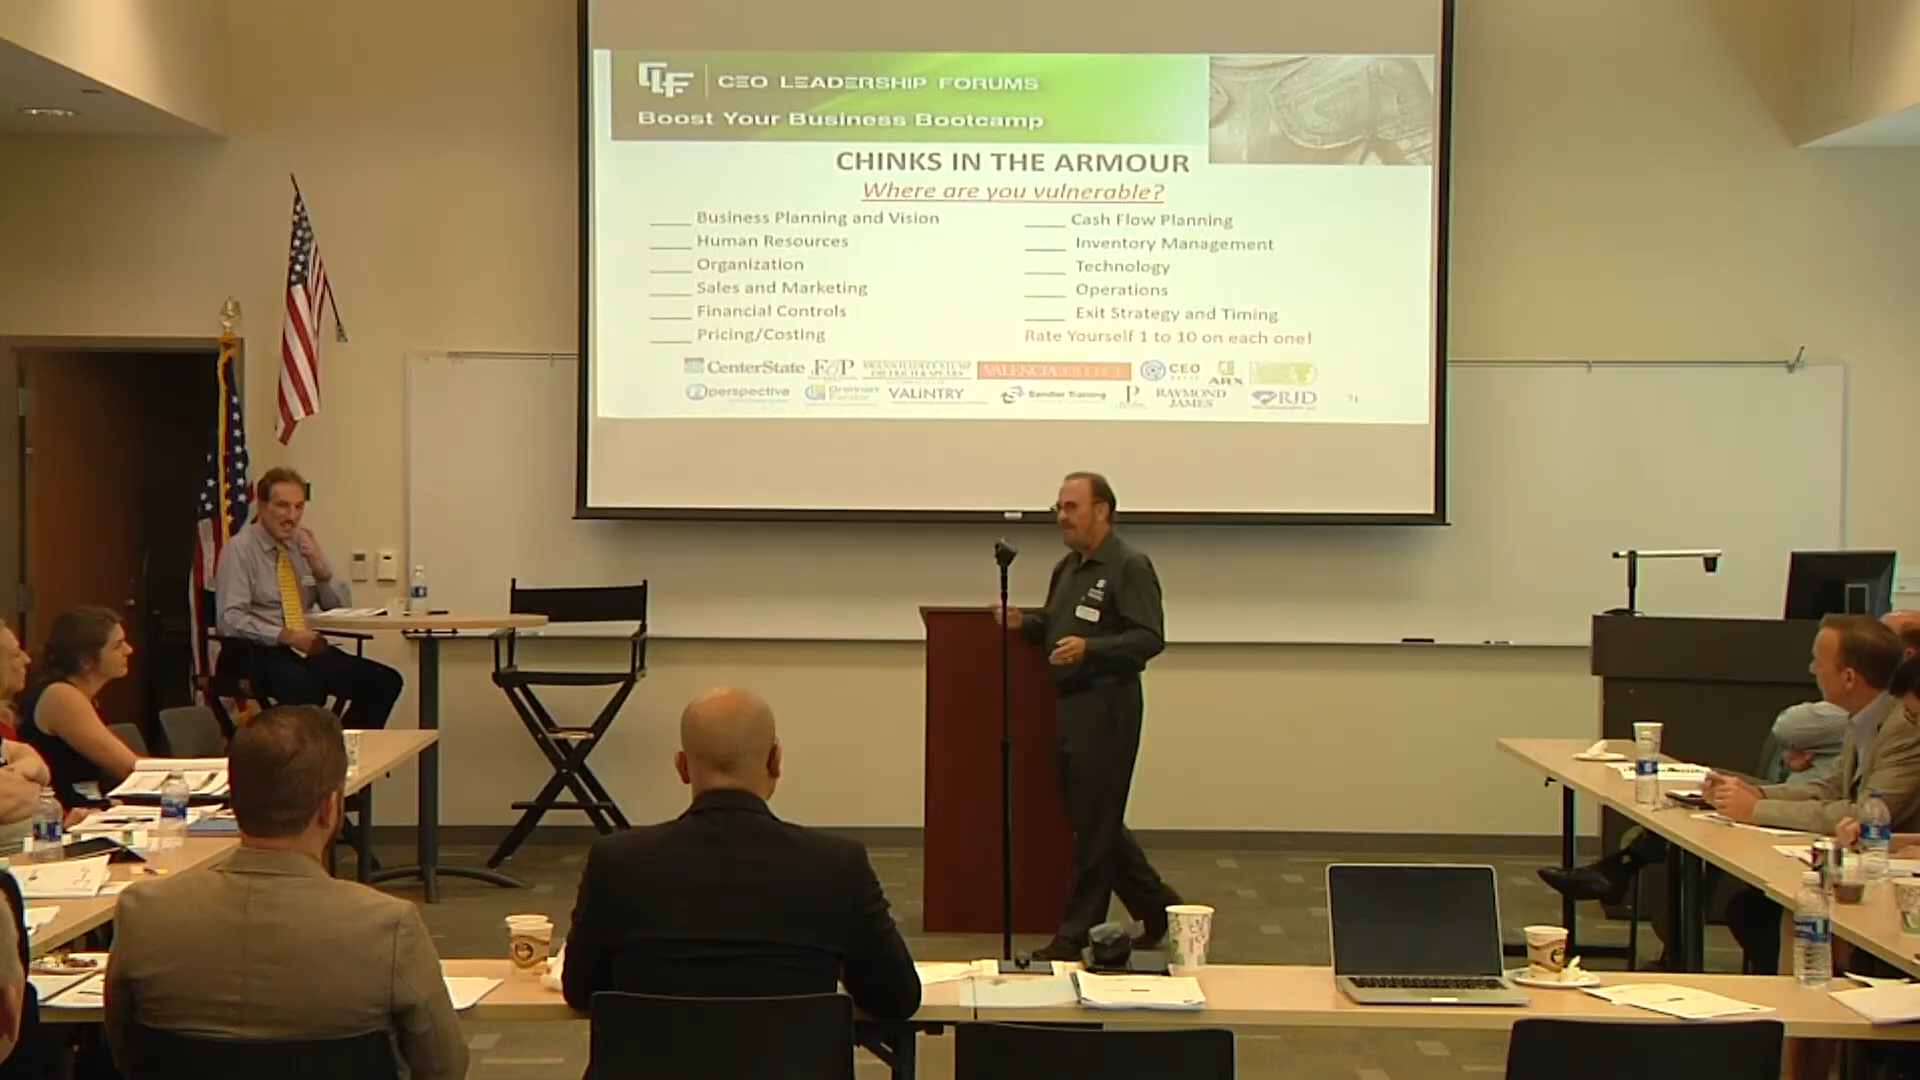 CLF CEO LEADERSHIP FORUMS
Boost Your Business Bootcamp
CHINKS IN THE ARMOUR
Where are you vulnerable?
____ Business Planning and Vision
____ Human Resources
____ Organization
____ Sales and Marketing
____ Financial Controls
____ Pricing/Costing
____ Cash Flow Planning
____ Inventory Management
____ Technology
____ Operations
____ Exit Strategy and Timing
Rate Yourself 1 to 10 on each one!
CenterState
VALENCIA COLLEGE
CEO
ARX
perspective
VALINTRY
Sandler Training
RAYMOND
JAMES
RJD
71